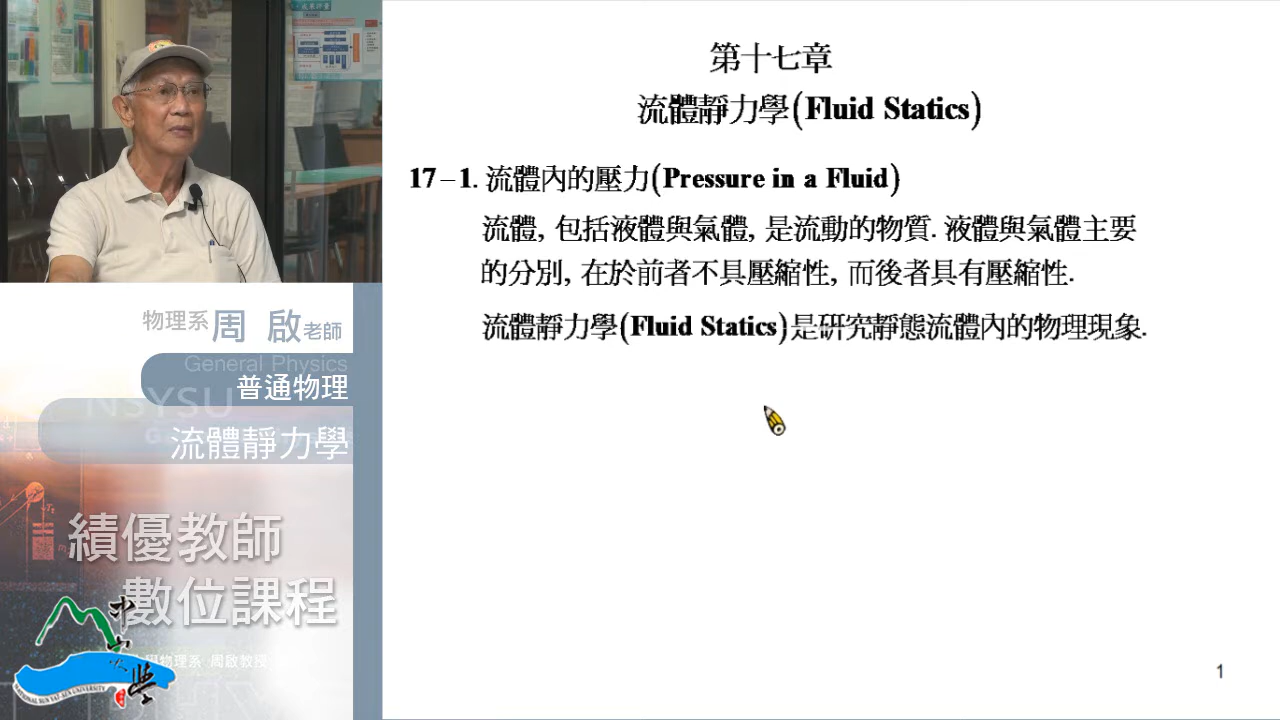 第十七章
流體靜力學(Fluid Statics)
17－1. 流體內的壓力(Pressure in a Fluid)
流體, 包括液體與氣體, 是流動的物質. 液體與氣體主要
的分別, 在於前者不具壓縮性, 而後者具有壓縮性.
流體靜力學(Fluid Statics)是研究靜態流體內的物理現象.
1
物理系周 啟老師
General Physics
普通物理
NSYSU
流體靜力學
績優教師
數位課程
物理系 周啟教授
NATIONAL SUN YAT-SEN UNIVERSITY